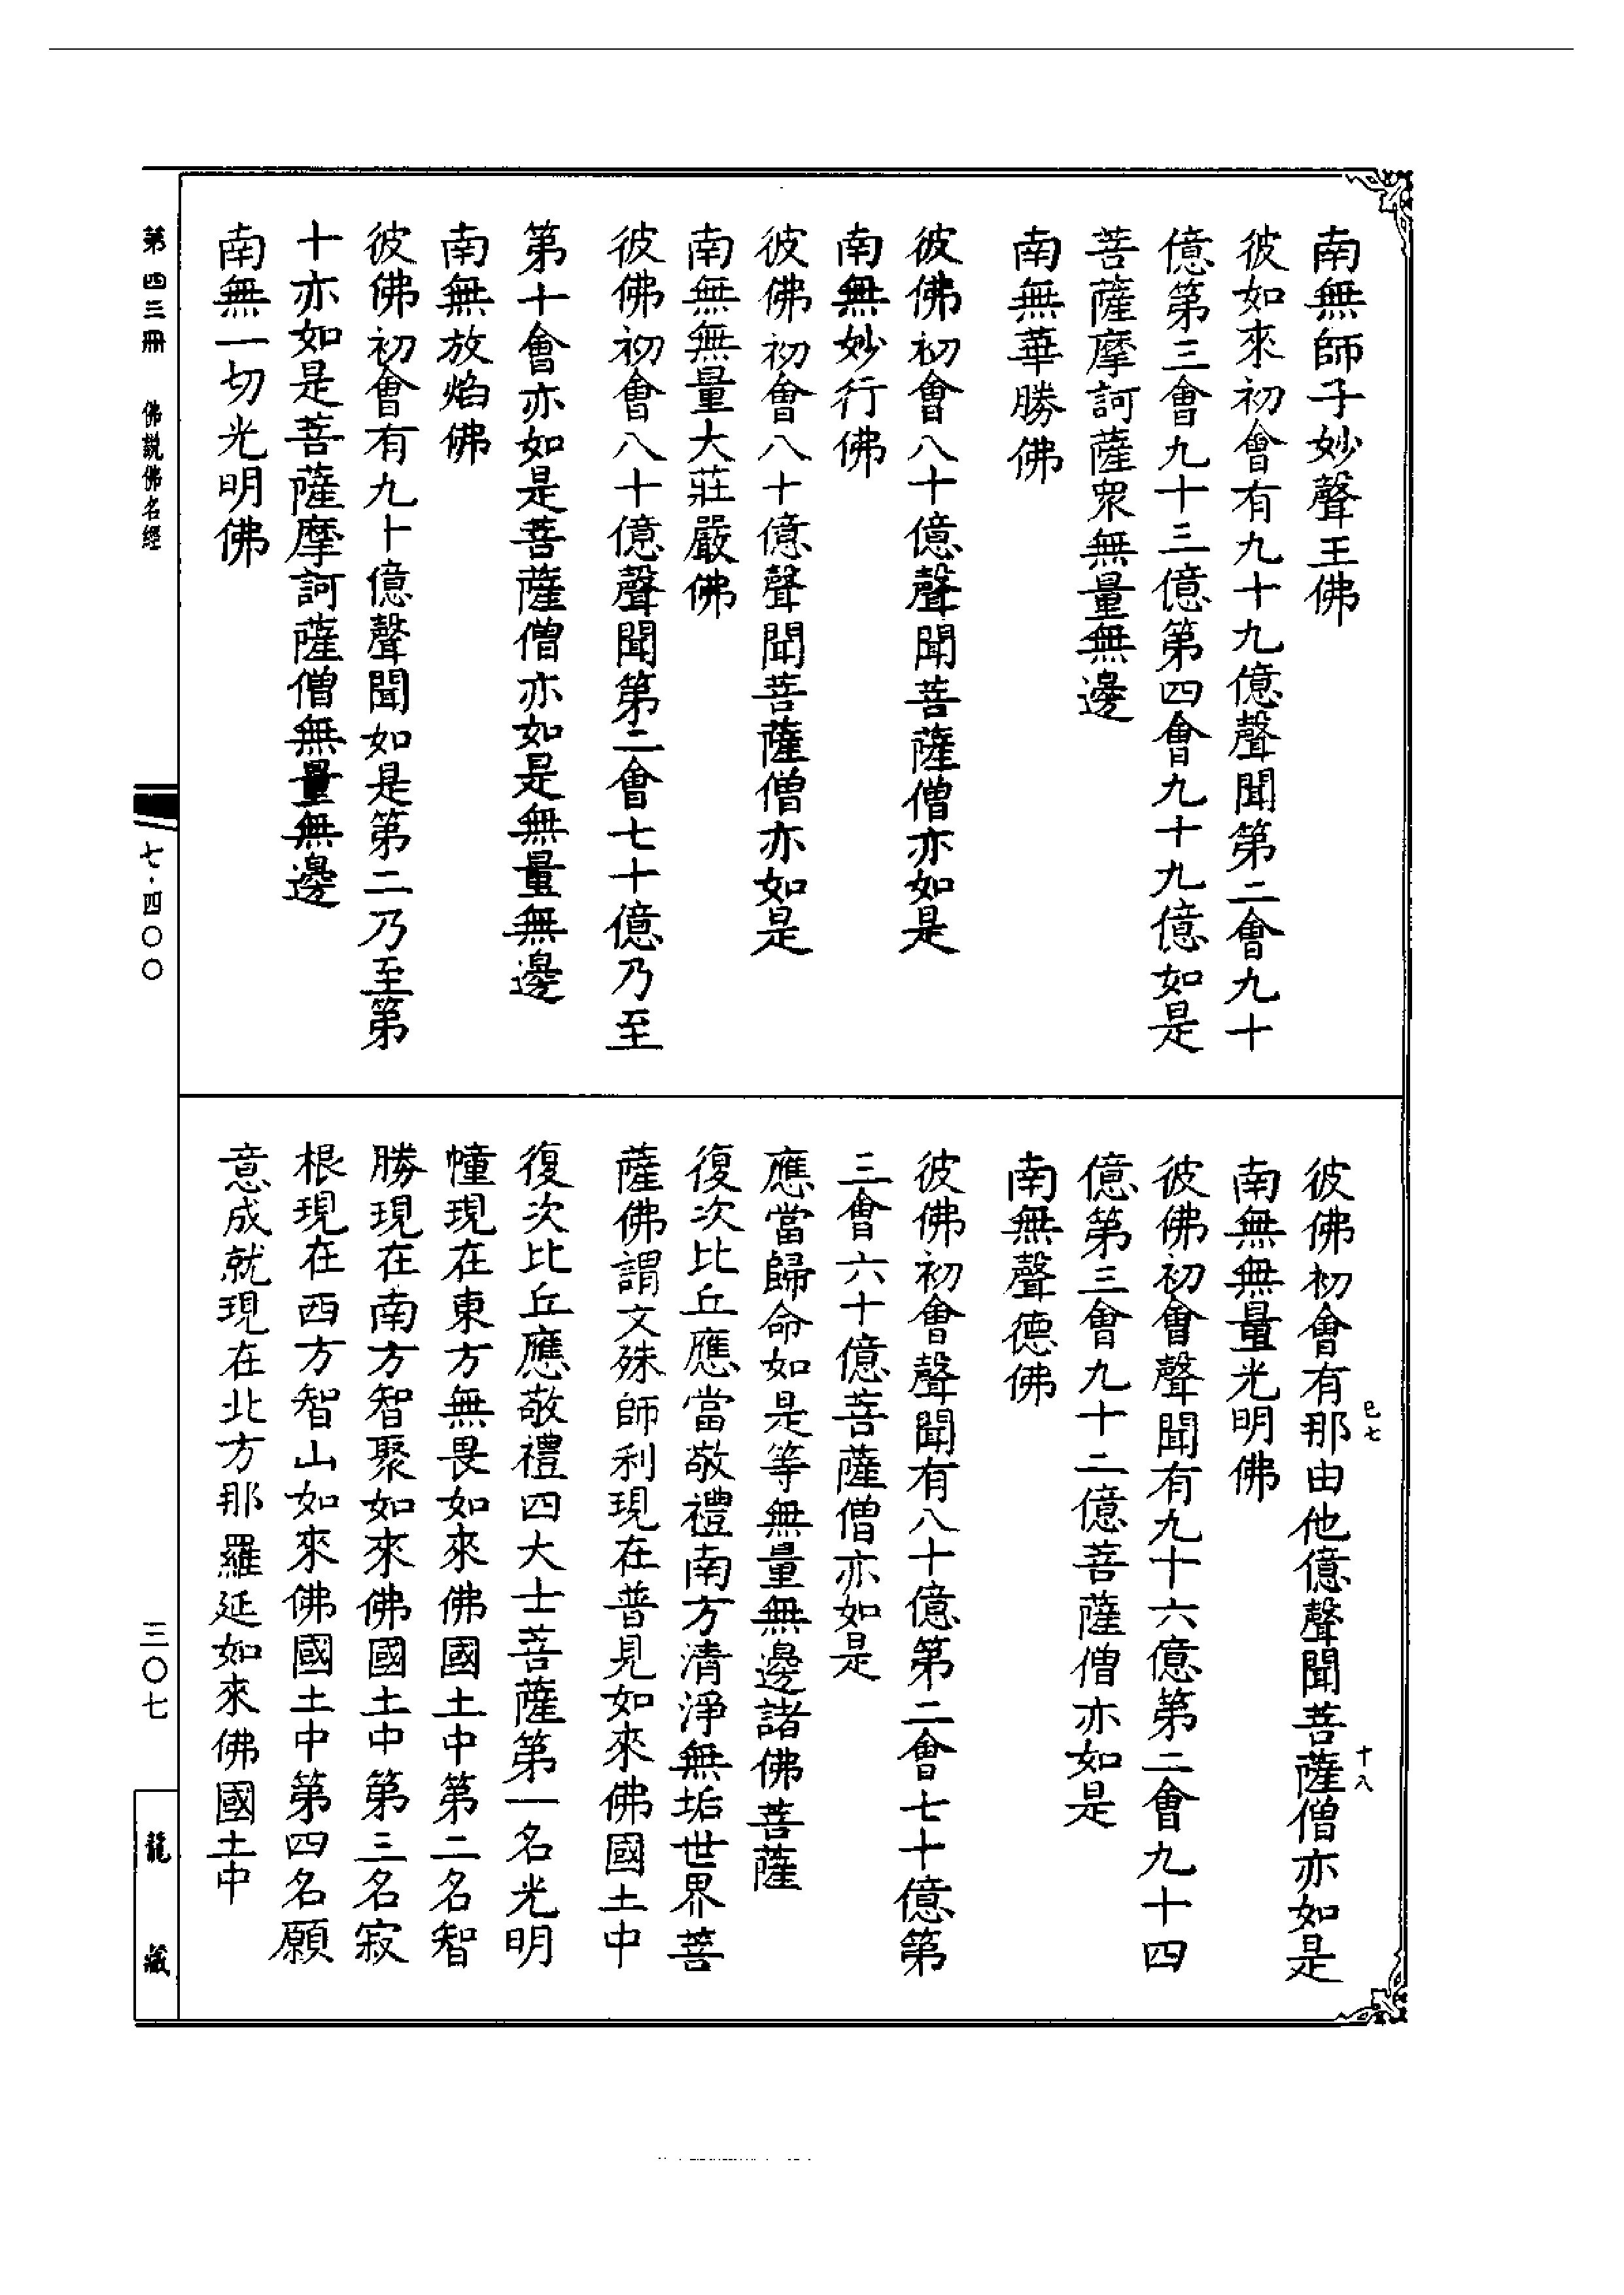 南無師子妙聲王佛
彼如來初會有九十九億聲聞第二會九十
億第三會九十三億第四會九十九億如是
菩薩摩訶薩衆無量無邊
南無華勝佛
彼佛初會八十億聲聞菩薩僧亦如是
南無妙行佛
彼佛初會八十億聲聞菩薩僧亦如是
南無無量大莊嚴佛
彼佛初會八十億聲聞第二會七十億乃至
第十會亦如是菩薩僧亦如是無量無邊
南無放焰佛
彼佛初會有九十億聲聞如是第二乃至第
十亦如是菩薩摩訶薩僧無量無邊
南無一切光明佛
彼佛初會有那由他億聲聞菩薩僧亦如是
南無無量光明佛
彼佛初會聲聞有九十六億第二會九十四
億第三會九十二億菩薩僧亦如是
南無聲德佛
彼佛初會聲聞有八十億第二會七十億第
三會六十億菩薩僧亦如是
應當歸命如是等無量無邊諸佛菩薩
復次比丘應當敬禮南方清淨無垢世界菩
薩佛謂文殊師利現在普見如來佛國土中
復次比丘應敬禮四大士菩薩第一名光明
幢現在東方無畏如來佛國土中第二名智
勝現在南方智聚如來佛國土中第三名寂
根現在西方智山如來佛國土中第四名願
意成就現在北方那羅延如來佛國土中
巳七
十八
第四三冊 佛説佛名經
七·四〇〇
三〇七
龍藏